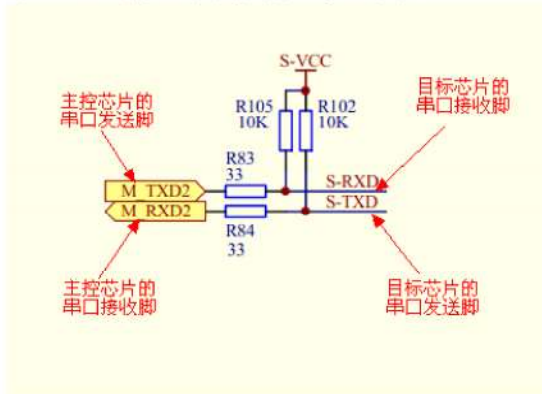 S-VCC
主控芯片的
串口发送脚
目标芯片的
串口接收脚
R105
10K
R102
10K
R83
33
M_TXD2
S-RXD
M_RXD2
S-TXD
R84
33
主控芯片的
串口接收脚
目标芯片的
串口发送脚